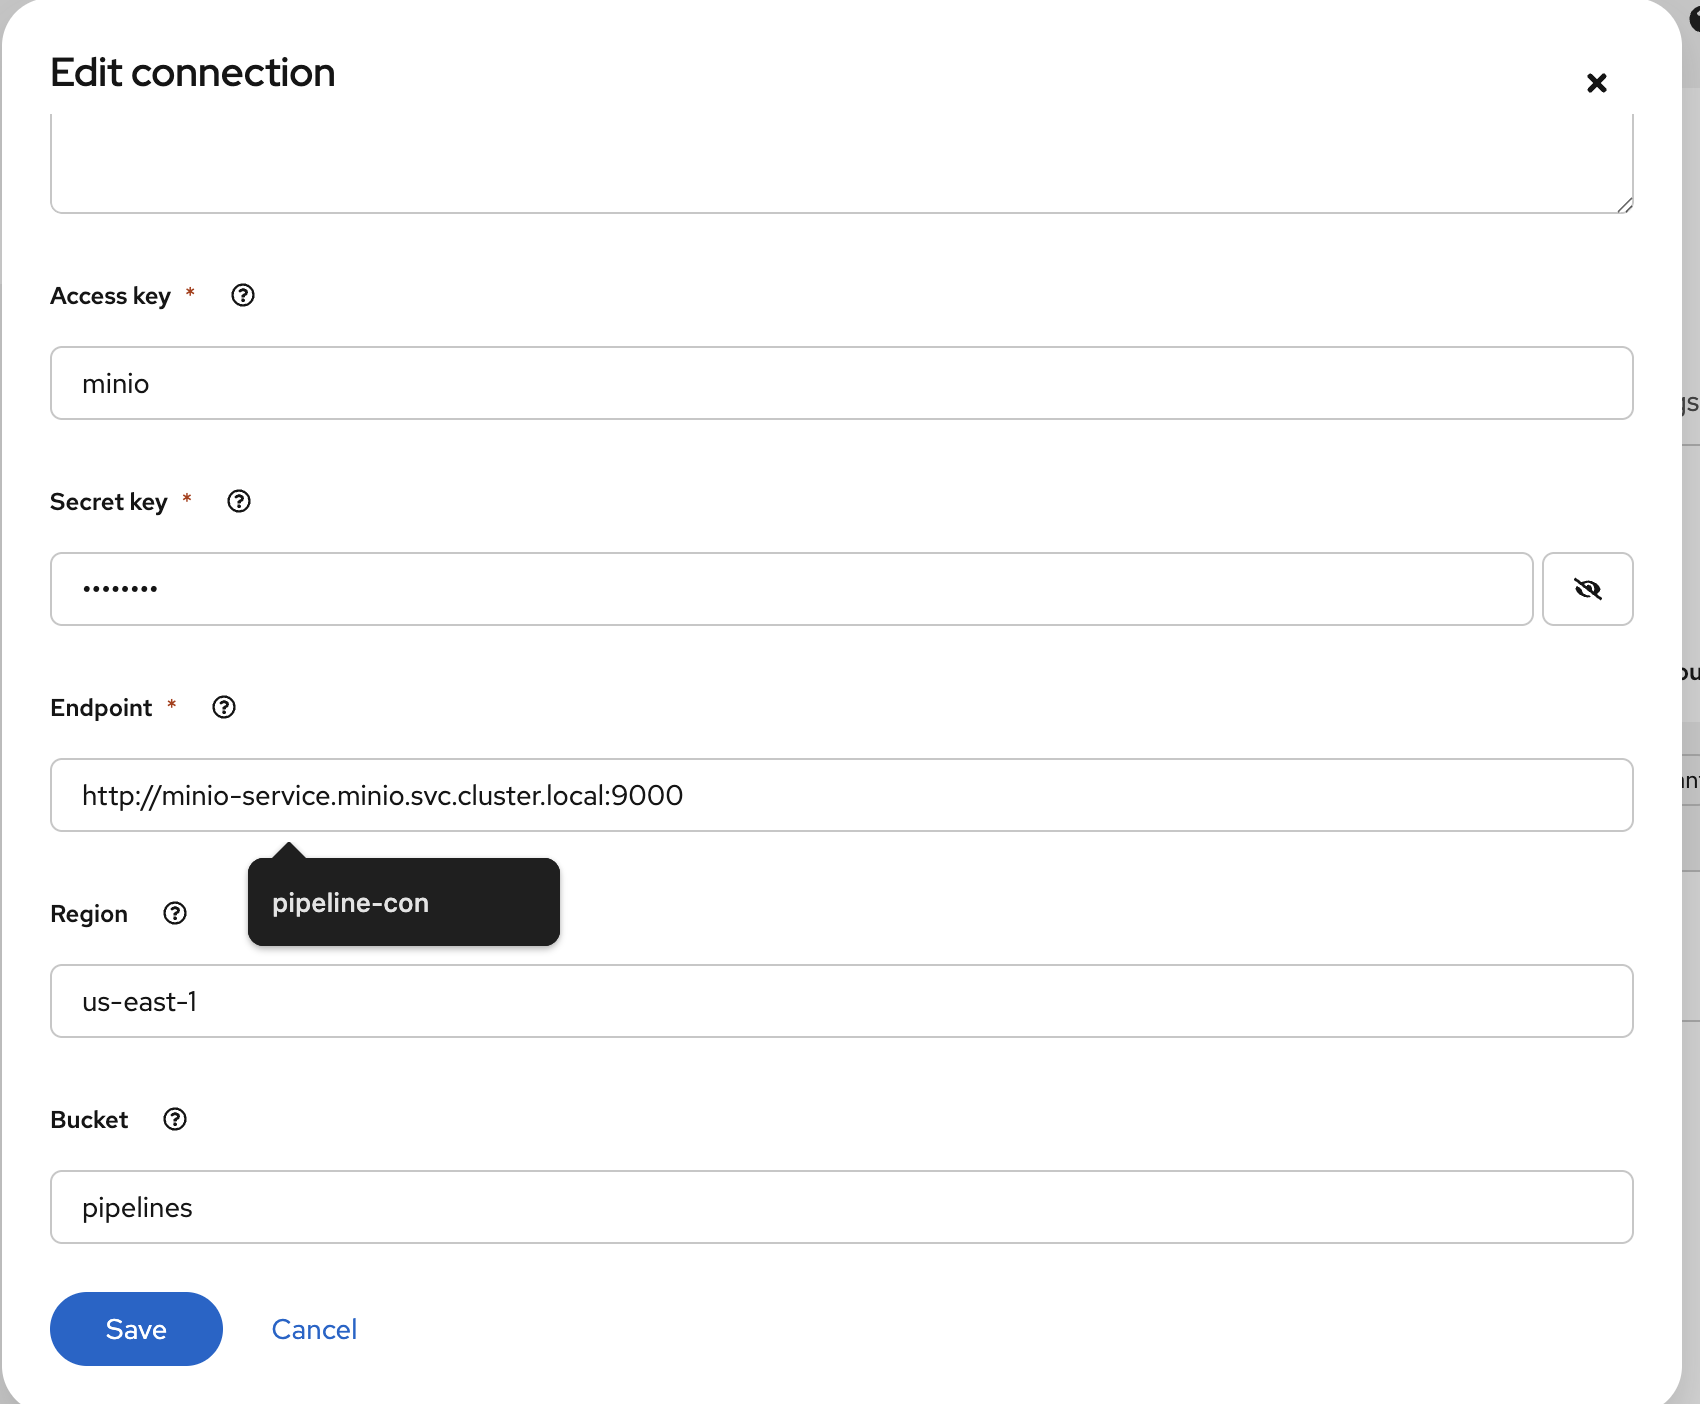 Edit connection
Access key *
minio
Secret key *
••••••••
Endpoint *
http://minio-service.minio.svc.cluster.local:9000
pipeline-con
Region
us-east-1
Bucket
pipelines
Save
Cancel